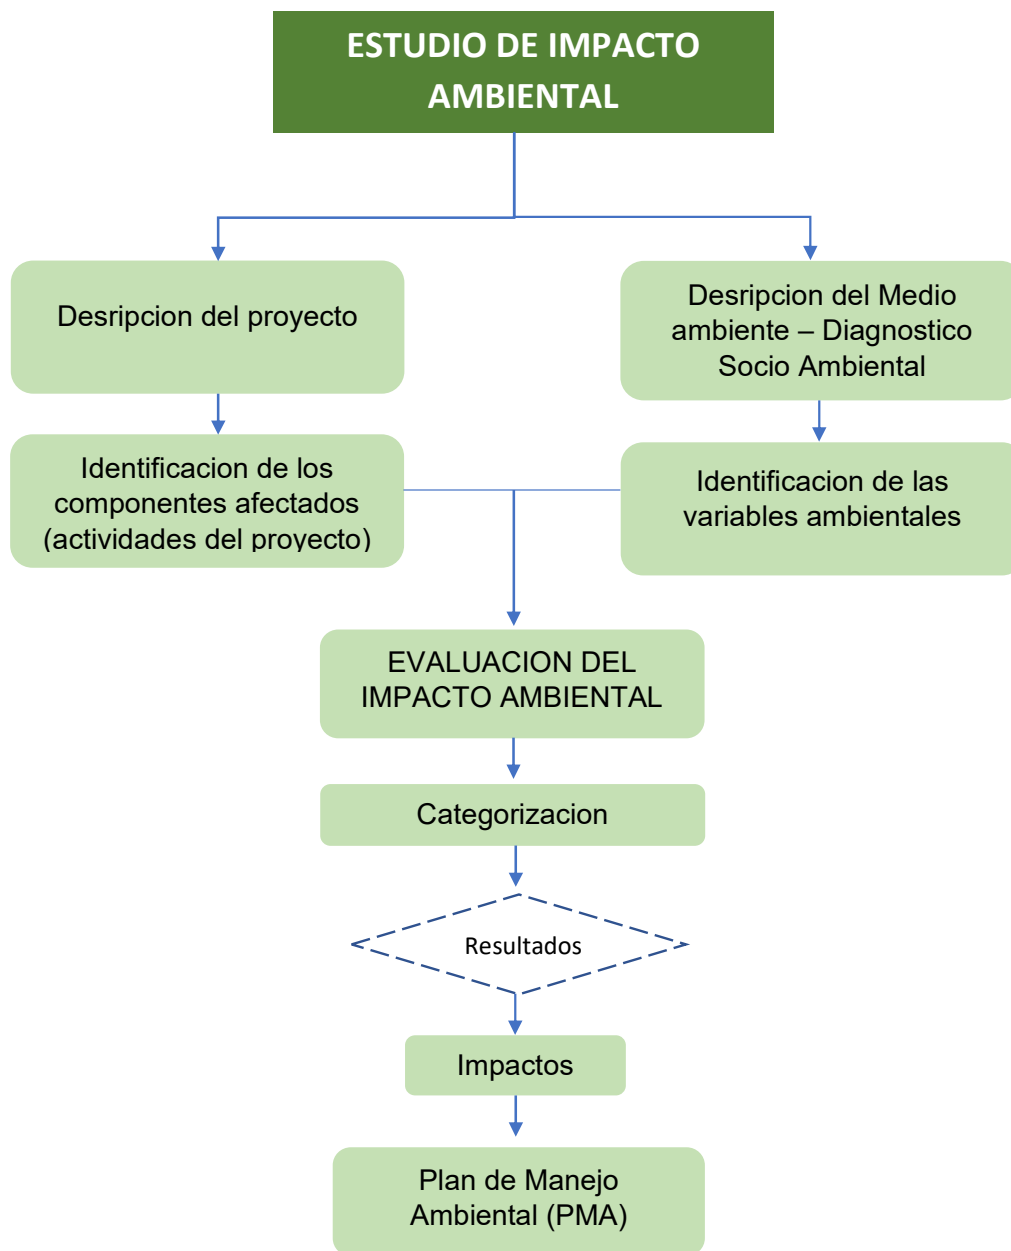 ESTUDIO DE IMPACTO
AMBIENTAL
Desripcion del proyecto
Desripcion del Medio
ambiente – Diagnostico
Socio Ambiental
Identificacion de los
componentes afectados
(actividades del proyecto)
Identificacion de las
variables ambientales
EVALUACION DEL
IMPACTO AMBIENTAL
Categorizacion
Resultados
Impactos
Plan de Manejo
Ambiental (PMA)